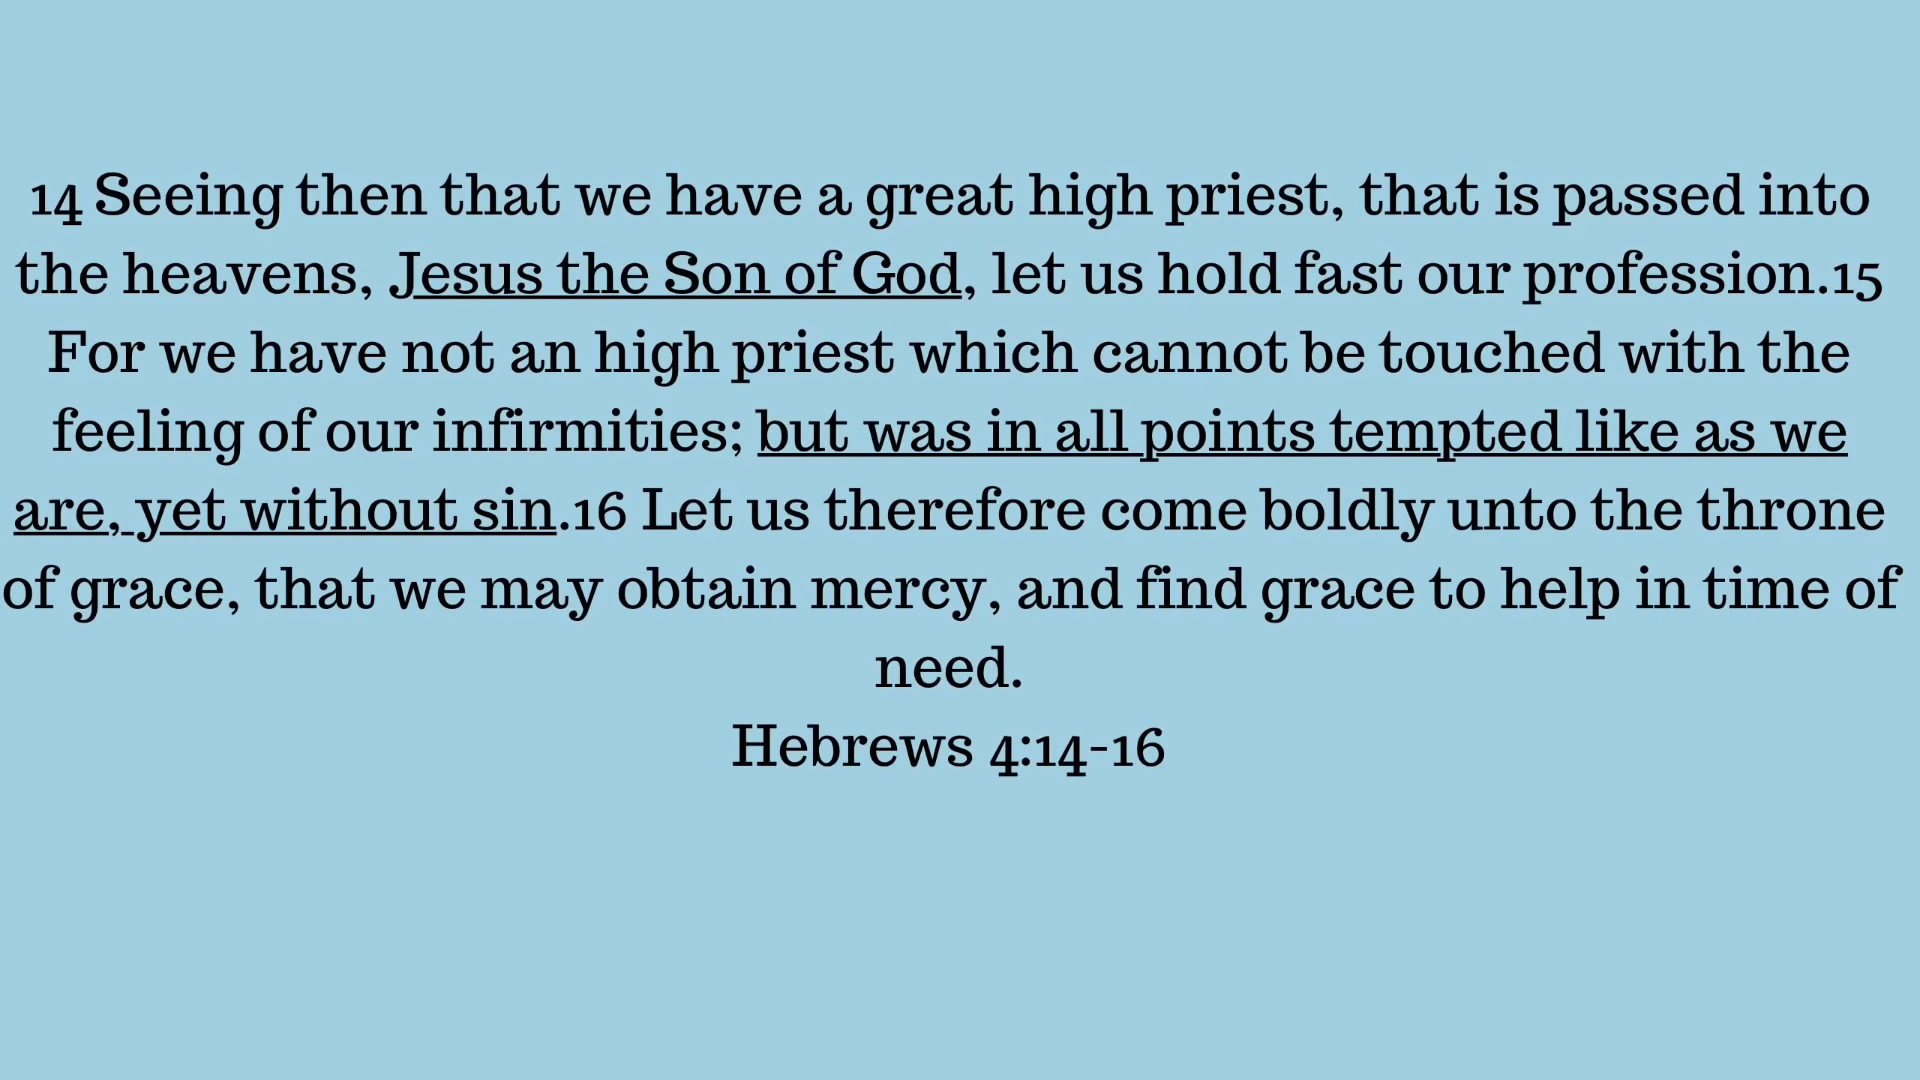 14 Seeing then that we have a great high priest, that is passed into
the heavens, Jesus the Son of God, let us hold fast our profession.15
For we have not an high priest which cannot be touched with the
feeling of our infirmities; but was in all points tempted like as we
are, yet without sin.16 Let us therefore come boldly unto the throne
of grace, that we may obtain mercy, and find grace to help in time of
need.
Hebrews 4:14-16